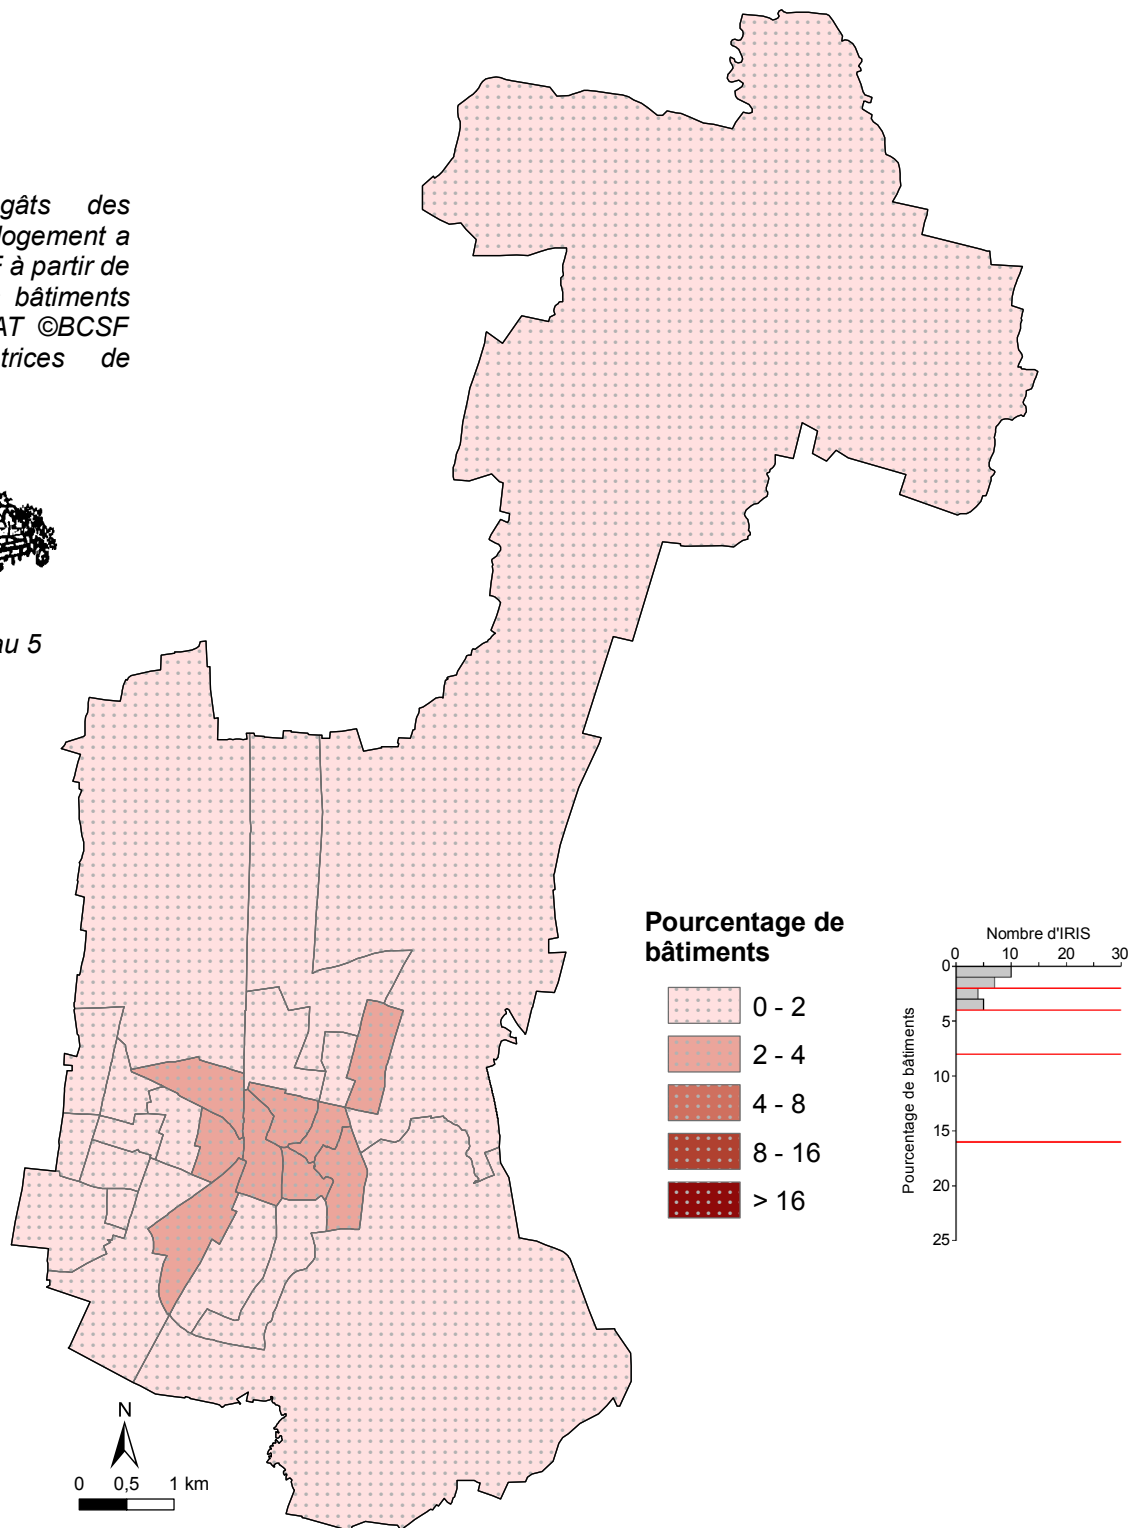 gâts des
logement a
à partir de
bâtiments
AT ©BCSF
trices de
au 5
Pourcentage de
bâtiments
0 - 2
2 - 4
4 - 8
8 - 16
> 16
Nombre d'IRIS
0 10 20 30
Pourcentage de bâtiments
0
5
10
15
20
25
N
0 0,5 1 km